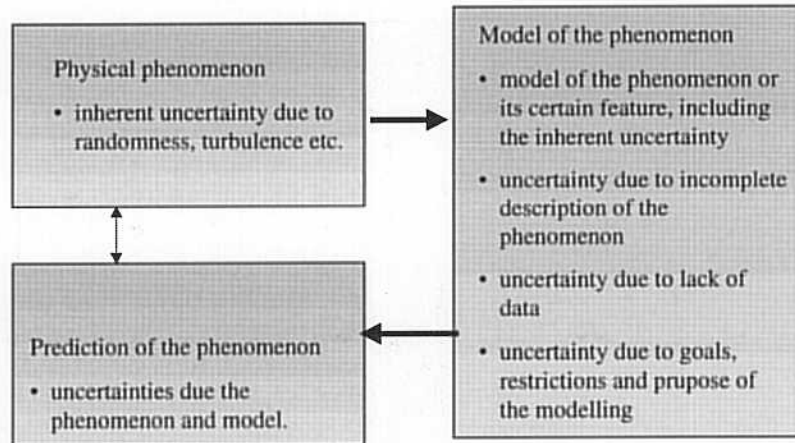 Physical phenomenon
• inherent uncertainty due to
randomness, turbulence etc.
Model of the phenomenon
• model of the phenomenon or
its certain feature, including
the inherent uncertainty
• uncertainty due to incomplete
description of the
phenomenon
• uncertainty due to lack of
data
• uncertainty due to goals,
restrictions and prupose of
the modelling
Prediction of the phenomenon
• uncertainties due the
phenomenon and model.